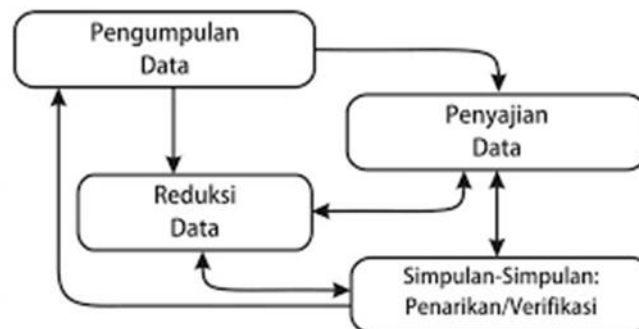 Pengumpulan
Data
Penyajian
Data
Reduksi
Data
Simpulan-Simpulan:
Penarikan/Verifikasi